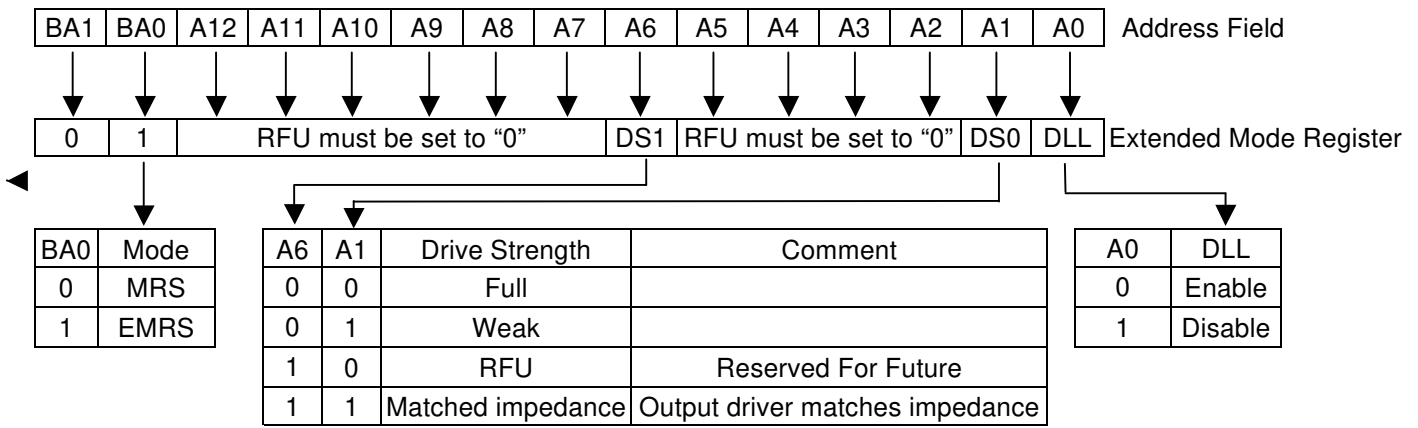 BA1 BA0 A12 A11 A10 A9 A8 A7 A6 A5 A4 A3 A2 A1 A0 Address Field
0 1 RFU must be set to “0” DS1 RFU must be set to “0” DS0 DLL Extended Mode Register
BA0 Mode
0 MRS
1 EMRS
A6 A1 Drive Strength Comment
0 0 Full
0 1 Weak
1 0 RFU Reserved For Future
1 1 Matched impedance Output driver matches impedance
A0 DLL
0 Enable
1 Disable